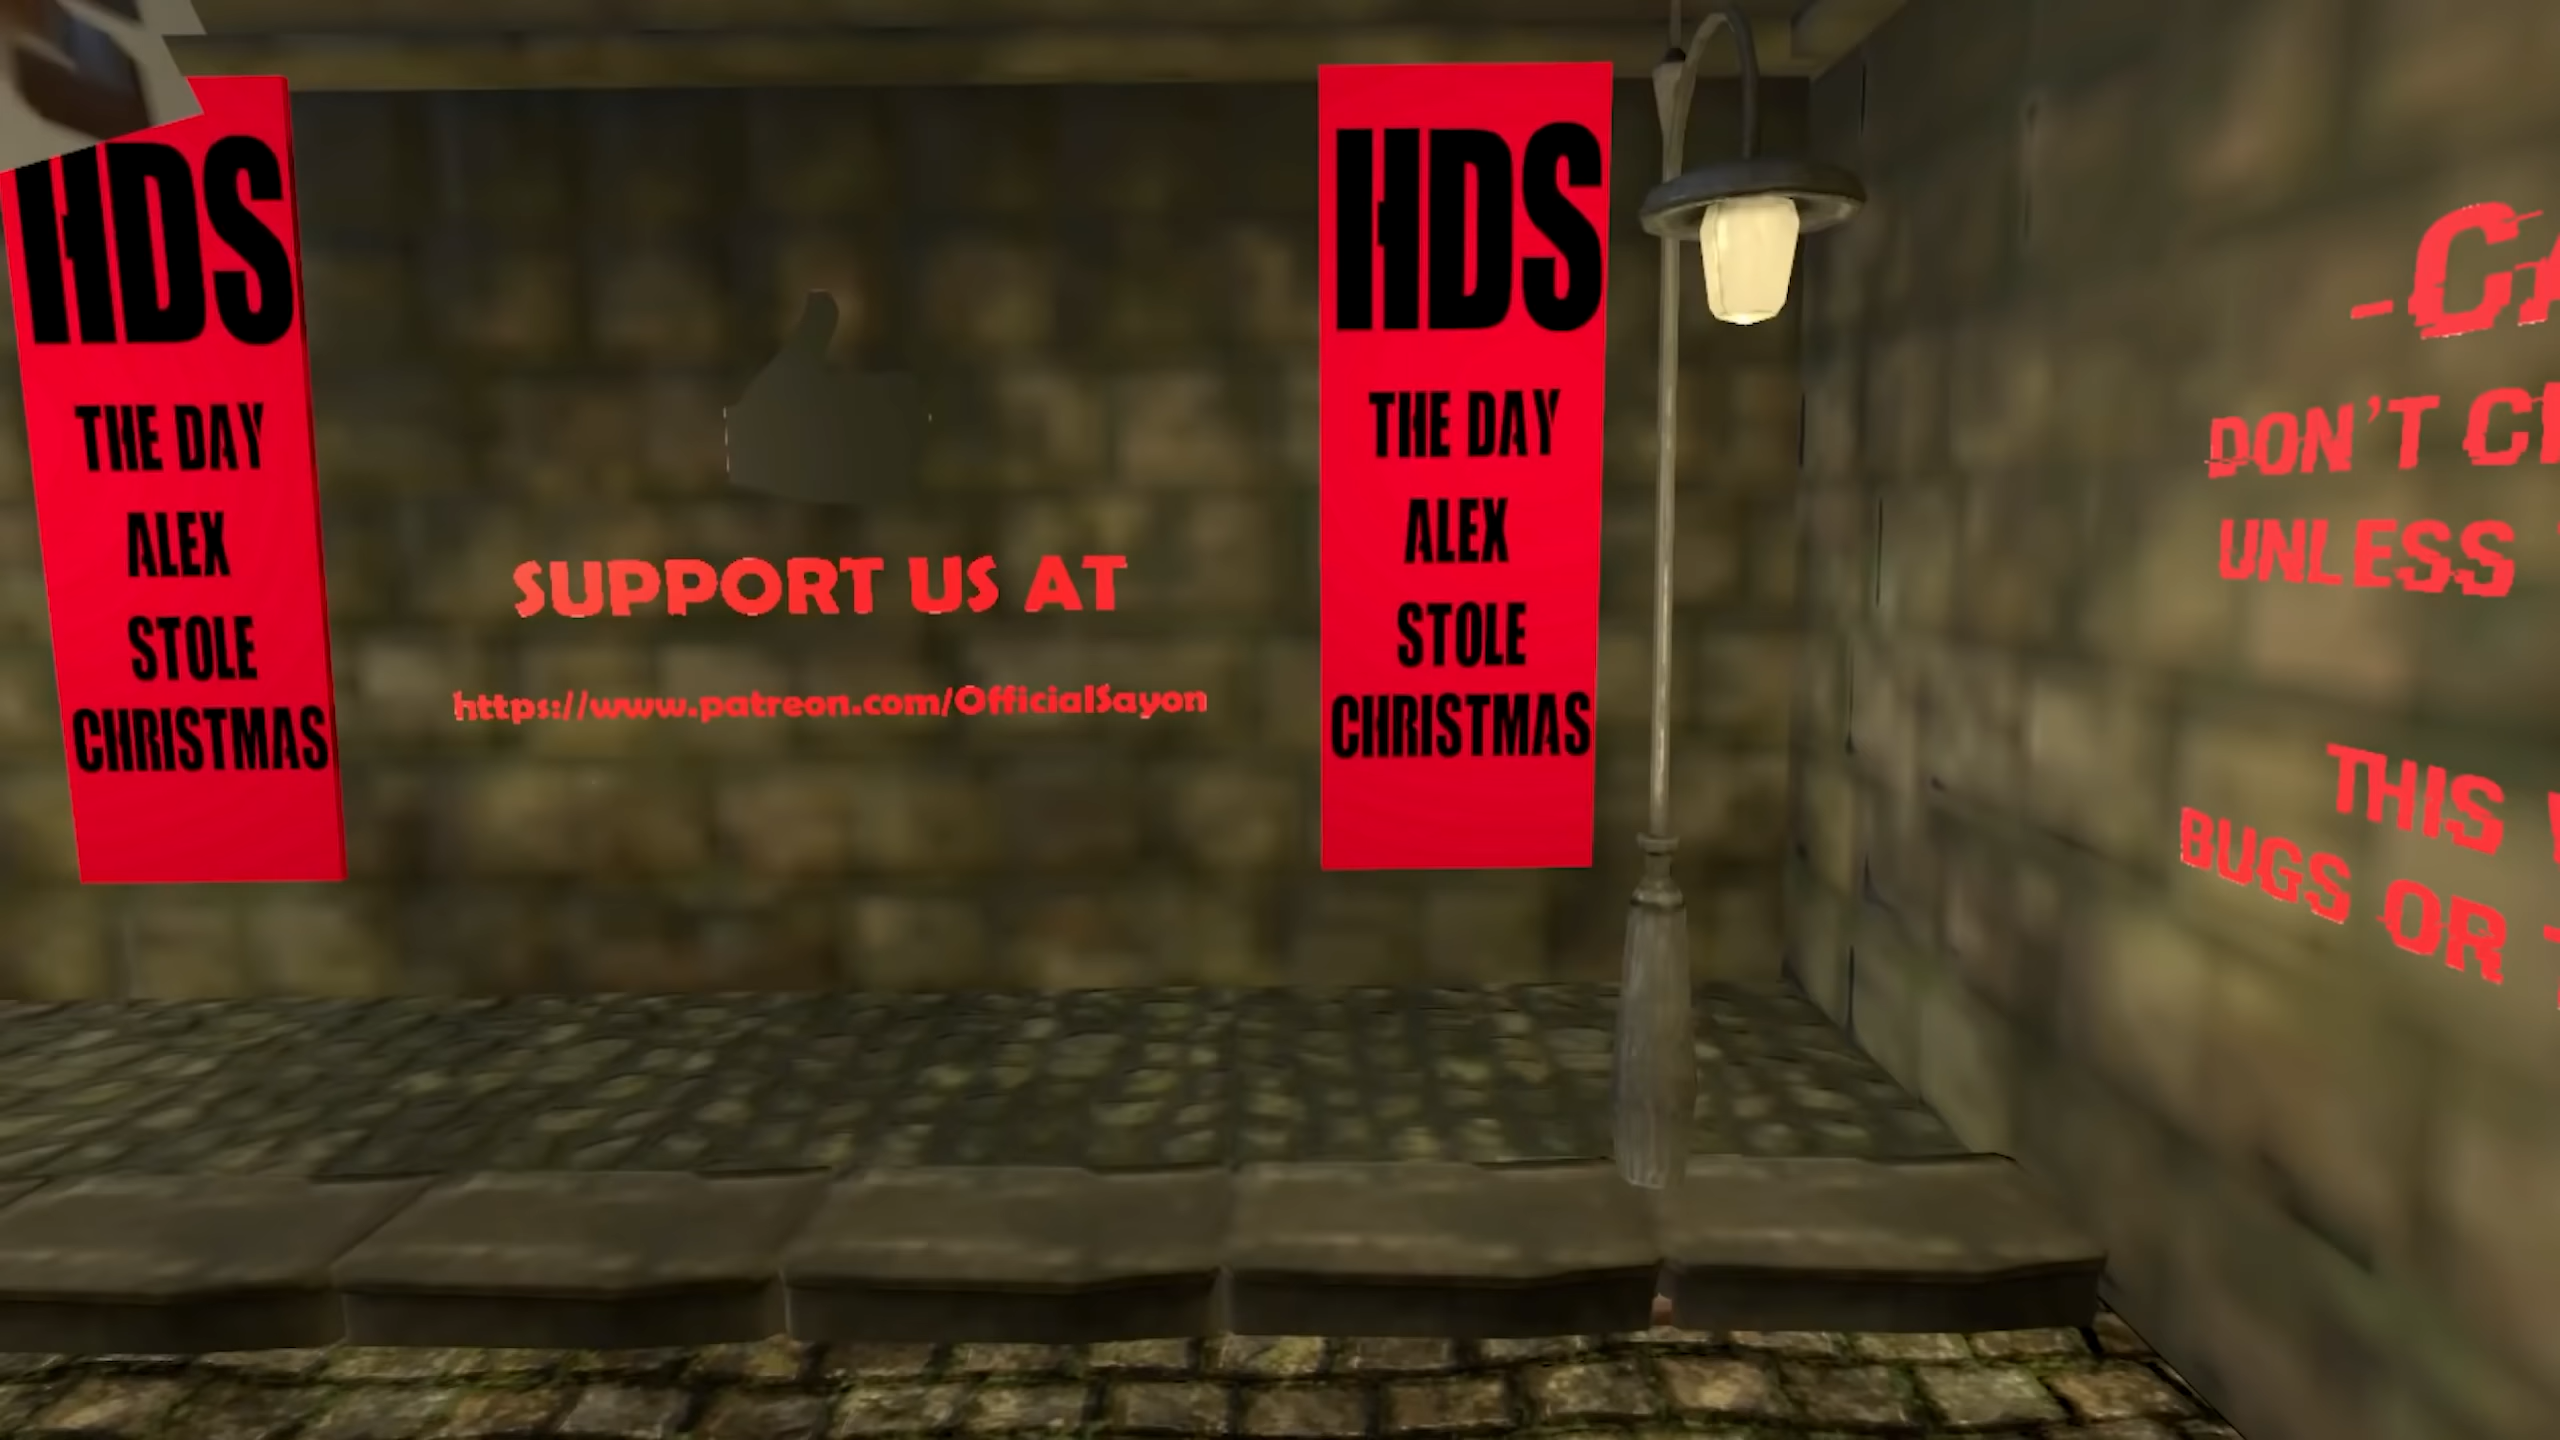 HDS
THE DAY
ALEX
STOLE
CHRISTMAS
SUPPORT US AT
https://www.patreon.com/OfficialSayon
HDS
THE DAY
ALEX
STOLE
CHRISTMAS
DON'T
UNLESS
THIS
BUGS OR